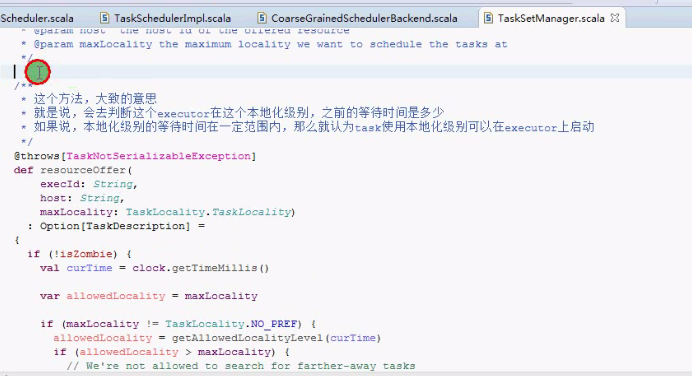 Scheduler.scala TaskSchedulerImpl.scala CoarseGrainedSchedulerBackend.scala TaskSetManager.scala
* @param host the host Id of the offered resource
* @param maxLocality the maximum locality we want to schedule the tasks at
*/
/**
* 这个方法，大致的意思
* 就是说，会去判断这个executor在这个本地化级别，之前的等待时间是多少
* 如果说，本地化级别的等待时间在一定范围内，那么就认为task使用本地化级别可以在executor上启动
*/
@throws[TaskNotSerializableException]
def resourceOffer(
execId: String,
host: String,
maxLocality: TaskLocality.TaskLocality)
: Option[TaskDescription] =
{
if (!isZombie) {
val curTime = clock.getTimeMillis()
var allowedLocality = maxLocality
if (maxLocality != TaskLocality.NO_PREF) {
allowedLocality = getAllowedLocalityLevel(curTime)
if (allowedLocality > maxLocality) {
// We're not allowed to search for farther-away tasks